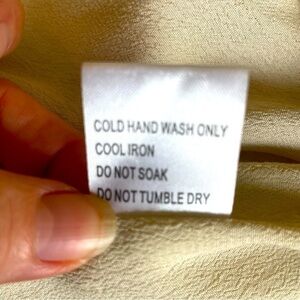 COLD HAND WASH ONLY
COOL IRON
DO NOT SOAK
DO NOT TUMBLE DRY